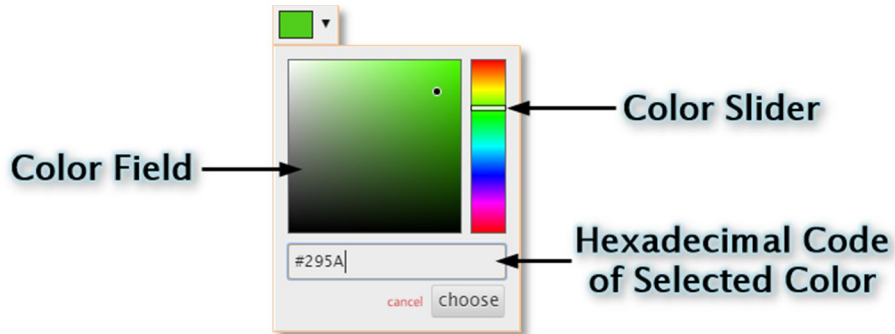 Color Slider
Color Field
#295A
Hexadecimal Code
of Selected Color
cancel choose